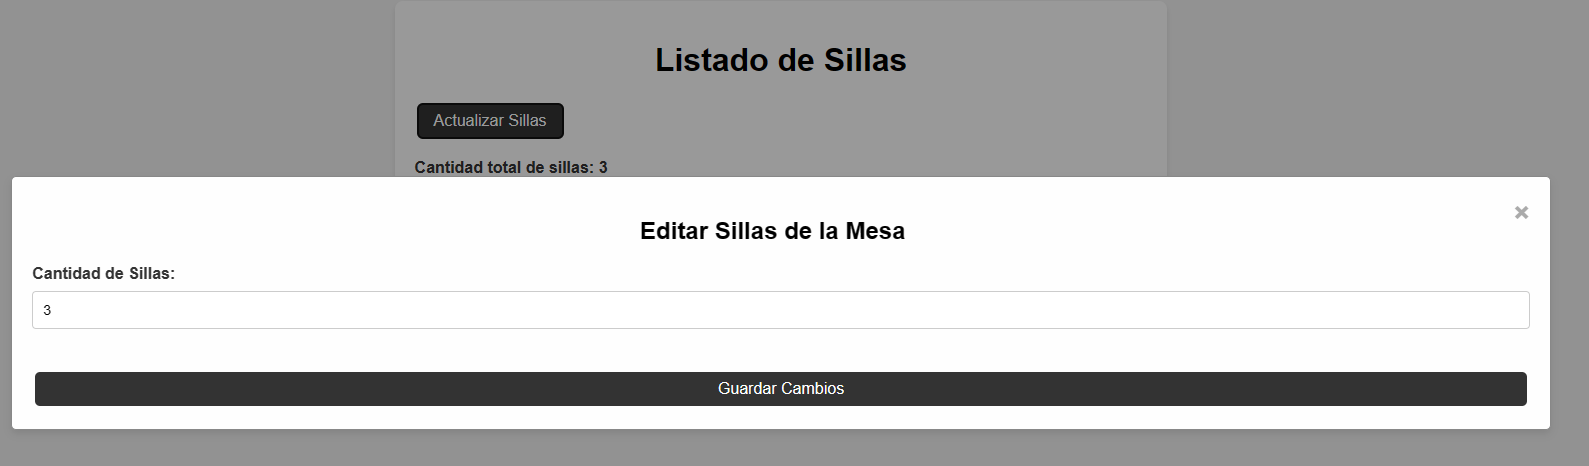 Listado de Sillas
Actualizar Sillas
Cantidad total de sillas: 3
×
Editar Sillas de la Mesa
Cantidad de Sillas:
3
Guardar Cambios